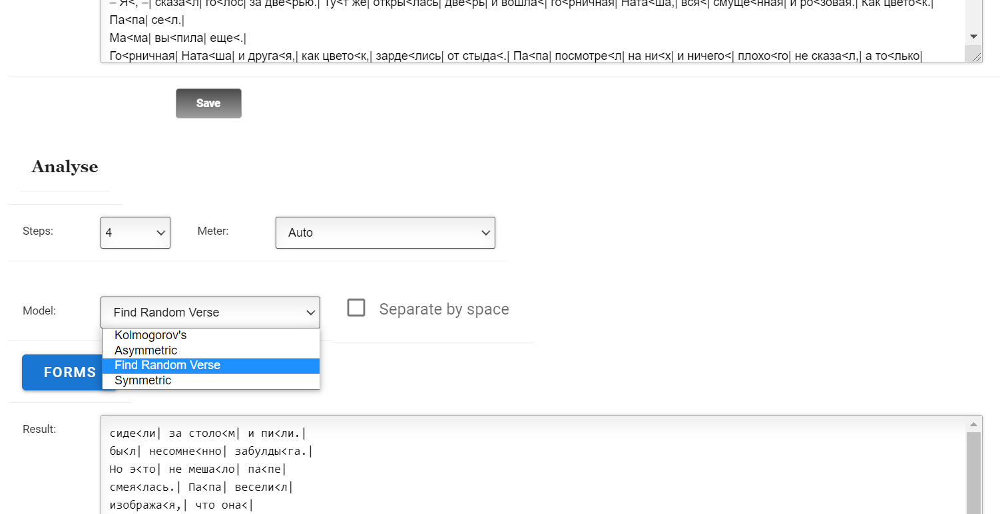 – Я<, –| сказа<л| го<лос| за две<рью.| Ту<т же| откры<лась| две<рь| и вошла<| го<рничная| Ната<ша,| вся<| смуще<нная| и ро<зовая.| Как цвето<к.|
Па<па| се<л.|
Ма<ма| вы<пила| еще<.|
Го<рничная| Ната<ша| и друга<я,| как цвето<к,| зарде<лись| от стыда<.| Па<па| посмотре<л| на ни<х| и ничего<| плохо<го| не сказа<л,| а то<лько|
Save
Analyse
Steps: 4 Meter: Auto
Model: Find Random Verse Separate by space
Kolmogorov's
Asymmetric
Find Random Verse
Symmetric
FORMS
Result:
сиде<ли| за столо<м| и пи<ли.|
бы<л| несомне<нно| забулды<га.|
Но э<то| не меша<ло| па<пе|
смея<лась.| Па<па| весели<л|
изобража<я,| что она<|